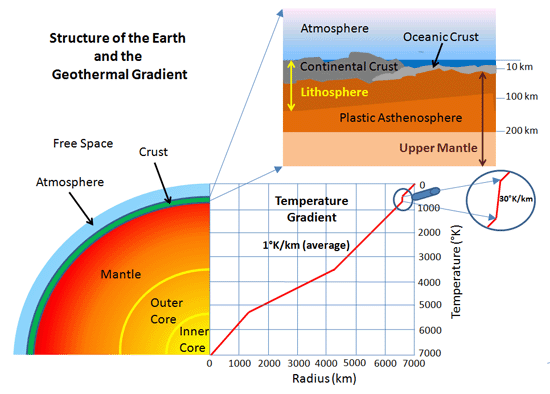 Structure of the Earth
and the
Geothermal Gradient
Atmosphere
Oceanic Crust
Continental Crust
10 km
Lithosphere
100 km
Plastic Asthenosphere
200 km
Upper Mantle
Free Space
Crust
Atmosphere
Temperature
Gradient
1°K/km (average)
30°K/km
Mantle
Outer
Core
Inner
Core
0
1000
2000
3000
4000
5000
6000
7000
Temperature (°K)
0 1000 2000 3000 4000 5000 6000 7000
Radius (km)